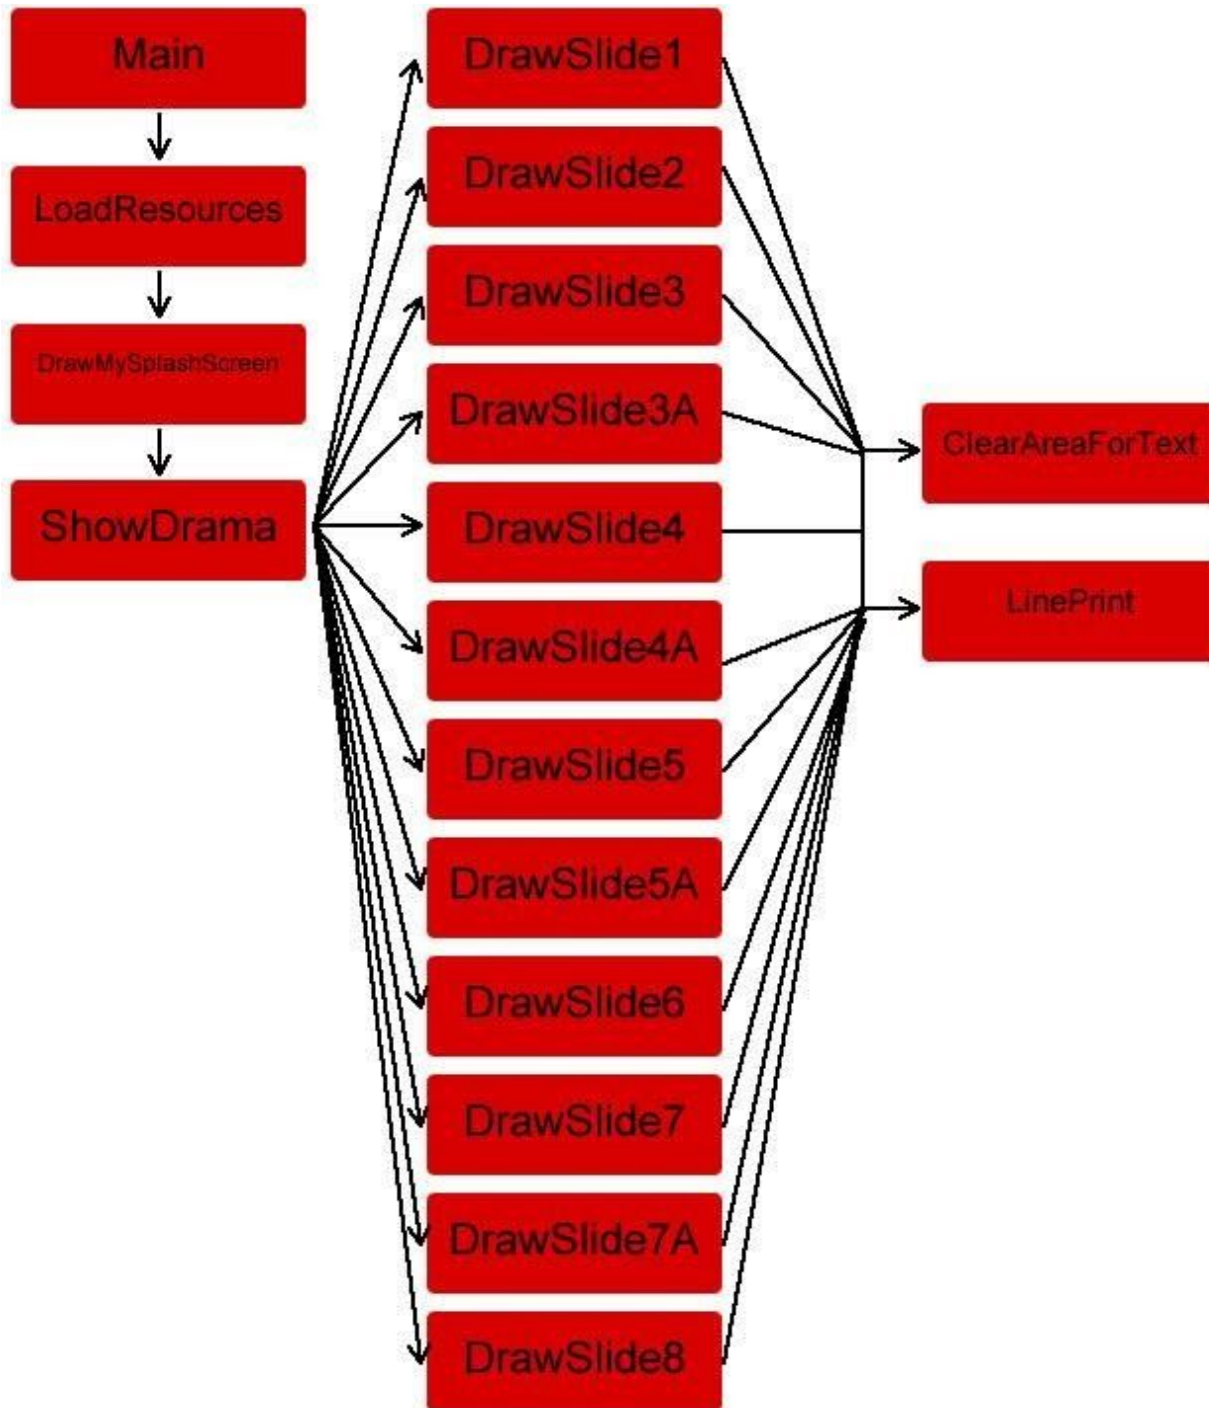 Main
LoadResources
DrawMySplashScreen
ShowDrama
DrawSlide1
DrawSlide2
DrawSlide3
DrawSlide3A
DrawSlide4
DrawSlide4A
DrawSlide5
DrawSlide5A
DrawSlide6
DrawSlide7
DrawSlide7A
DrawSlide8
ClearAreaForText
LinePrint